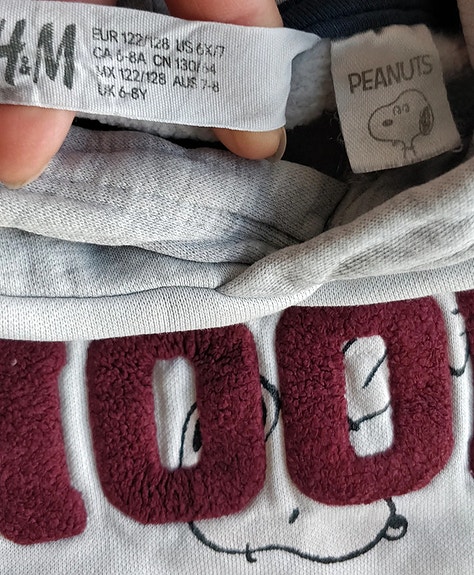 H&M
EUR 122/128 US 6X/7
CA 6-8A CN 130/64
MX 122/128 AUS 7-8
UK 6-8Y
PEANUTS
OO